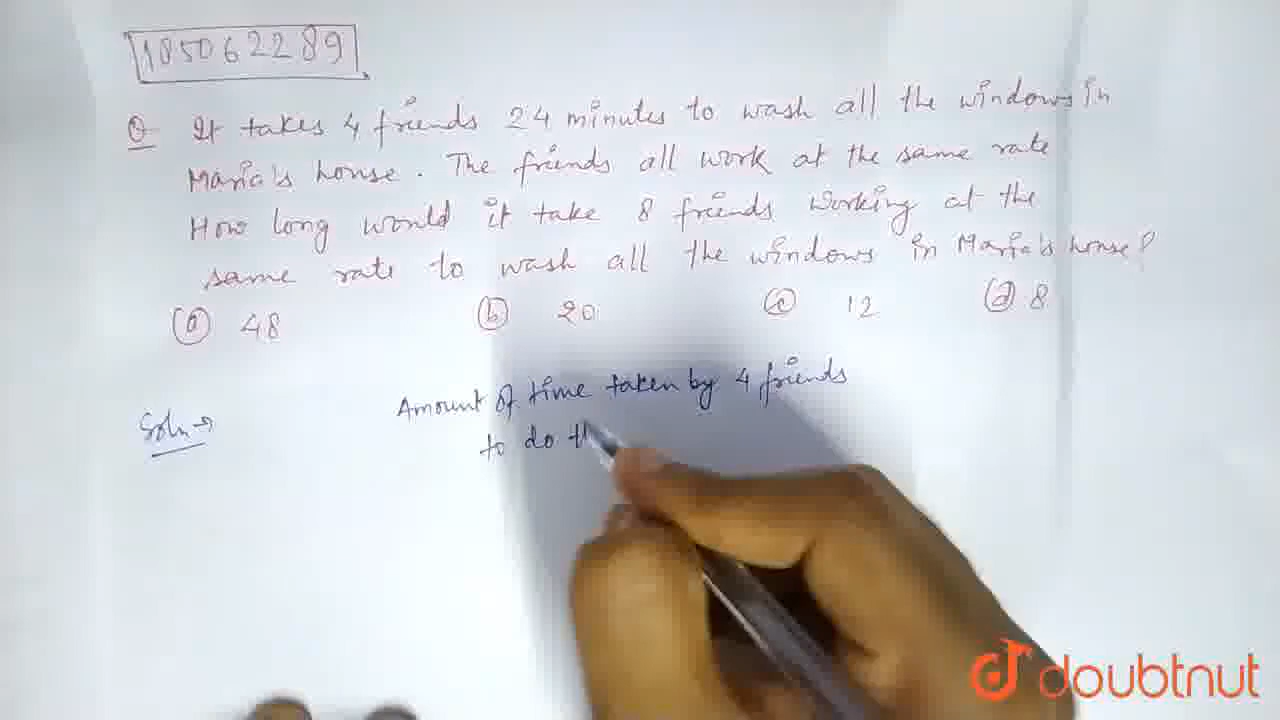 185062289
Q It takes 4 friends 24 minutes to wash all the windows in
Maria's house. The friends all work at the same rate
How long would it take 8 friends working at the
same rate to wash all the windows in Maria's house?
(a) 48 (b) 20 (c) 12 (d) 8
Soln → Amount of time taken by 4 friends
to do th
doubtnut